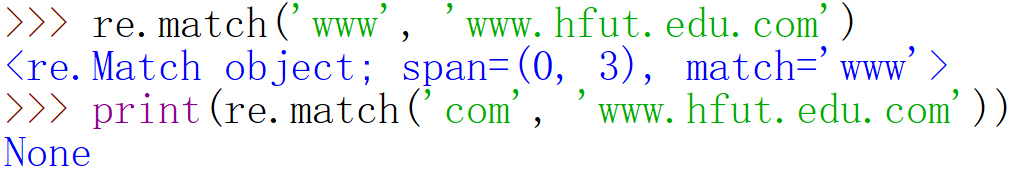 >>> re.match('www', 'www.hfut.edu.com')
<re.Match object; span=(0, 3), match='www'>
>>> print(re.match('com', 'www.hfut.edu.com'))
None